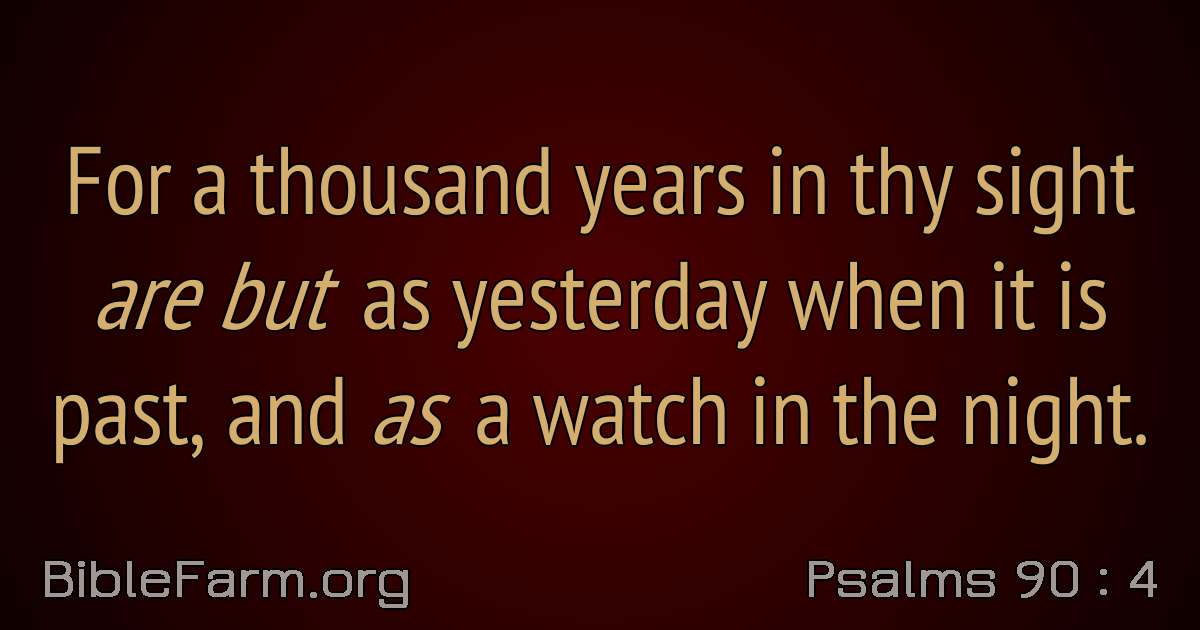 For a thousand years in thy sight
are but as yesterday when it is
past, and as a watch in the night.
BibleFarm.org
Psalms 90 : 4